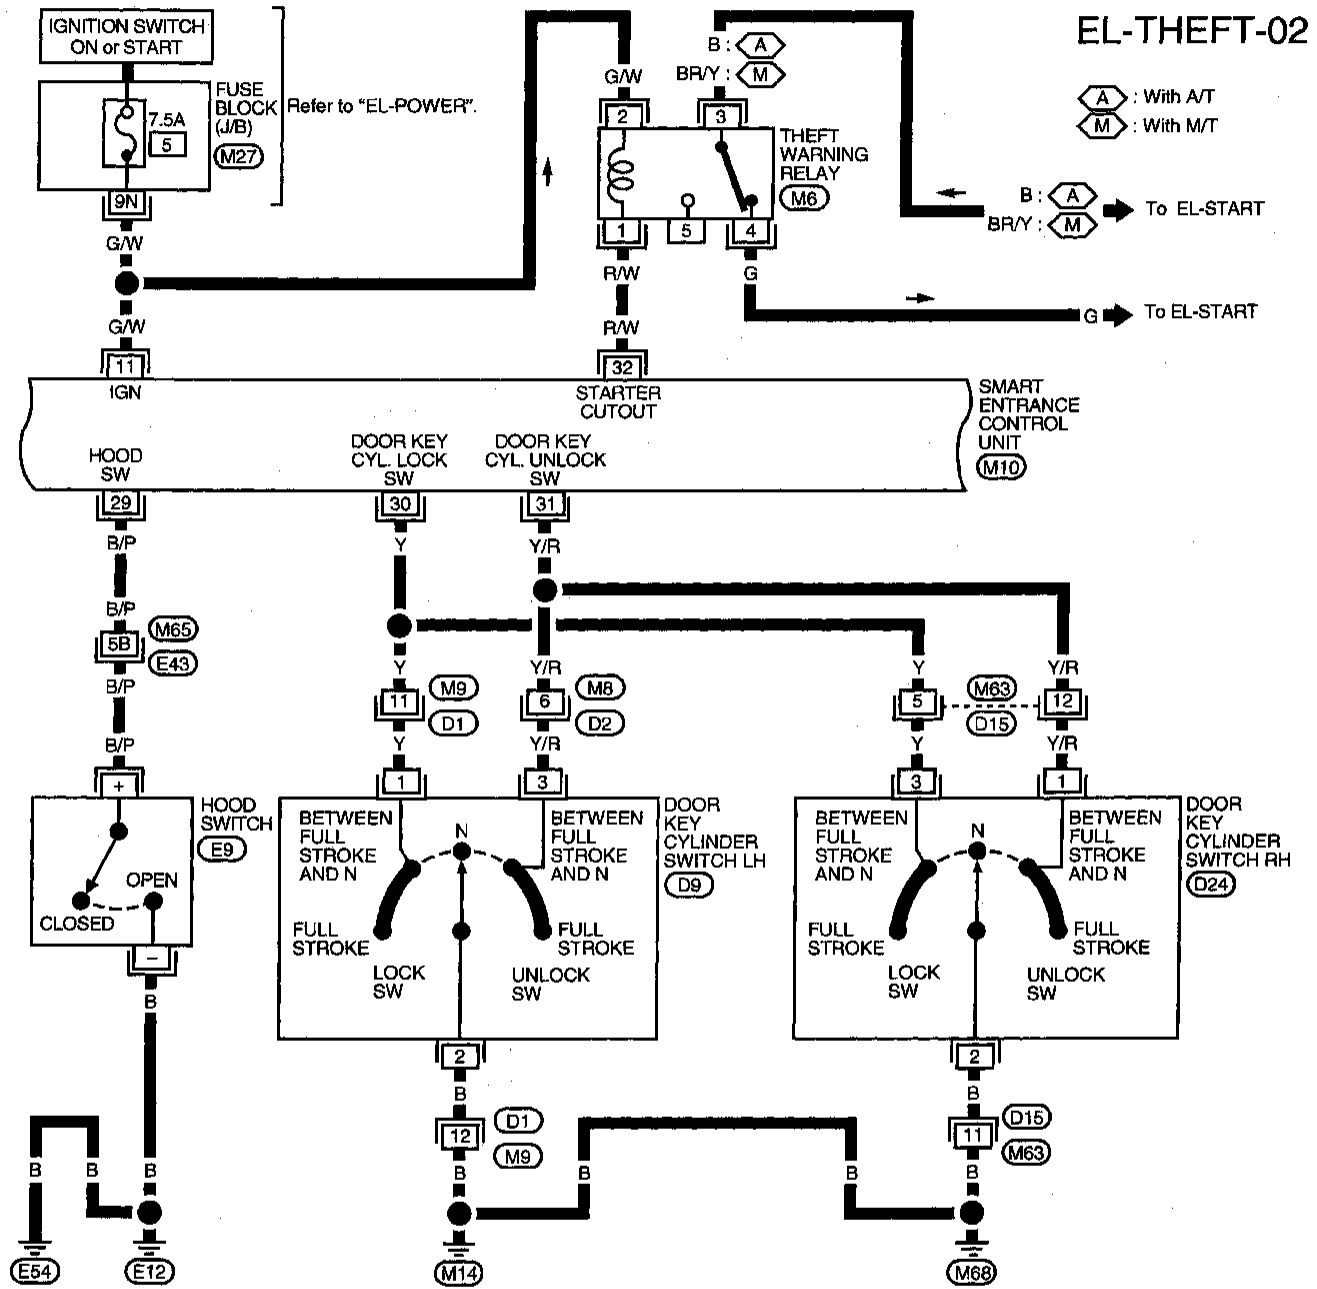 EL-THEFT-02
IGNITION SWITCH
ON or START
FUSE
BLOCK
(J/B)
M27
Refer to "EL-POWER".
7.5A
5
9N
G/W
G/W
11
G/W
2
B : A
BR/Y : M
3
THEFT
WARNING
RELAY
M6
1
5
4
R/W
G
R/W
32
A : With A/T
M : With M/T
B : A
BR/Y : M
To EL-START
G
To EL-START
IGN
STARTER
CUTOUT
SMART
ENTRANCE
CONTROL
UNIT
M10
HOOD
SW
DOOR KEY
CYL. LOCK
SW
DOOR KEY
CYL. UNLOCK
SW
29
30
31
B/P
Y
Y/R
B/P
5B
M65
E43
B/P
B/P
+
Y
Y/R
11
M9
D1
6
M8
D2
Y
Y/R
1
3
Y
Y/R
5
M63
D15
12
Y
Y/R
3
1
HOOD
SWITCH
E9
OPEN
CLOSED
–
B
BETWEEN
FULL
STROKE
AND N
N
BETWEEN
FULL
STROKE
AND N
FULL
STROKE
FULL
STROKE
LOCK
SW
UNLOCK
SW
DOOR
KEY
CYLINDER
SWITCH LH
D9
BETWEEN
FULL
STROKE
AND N
N
BETWEEN
FULL
STROKE
AND N
FULL
STROKE
FULL
STROKE
LOCK
SW
UNLOCK
SW
DOOR
KEY
CYLINDER
SWITCH RH
D24
2
B
12
D1
M9
B
2
B
11
D15
M63
B
B
B
B
B
B
E54
E12
M14
M68